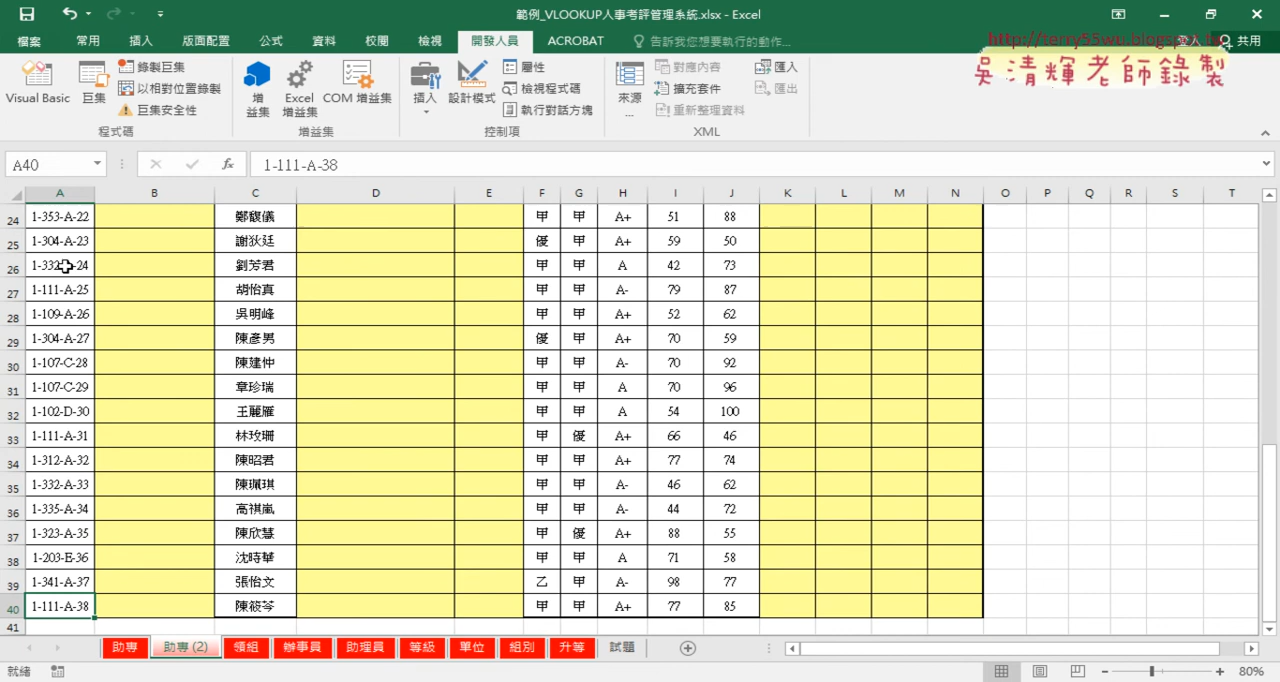 範例_VLOOKUP人事考評管理系統.xlsx - Excel
檔案 常用 插入 版面配置 公式 資料 校閱 檢視 開發人員 ACROBAT 告訴我您想要執行的動作... 登入 共用
http://terry55wu.blogspot.tw
吳清輝老師錄製
Visual Basic 巨集 錄製巨集 以相對位置錄製 巨集安全性
增益集 Excel 增益集 COM 增益集
插入 設計模式 屬性 檢視程式碼 執行對話方塊
來源... 對應內容 擴充套件 重新整理資料 匯入 匯出
程式碼 增益集 控制項 XML
A40 fx 1-111-A-38
A B C D E F G H I J K L M N O P Q R S T
24 1-353-A-22 鄭馥儀 甲 甲 A+ 51 88
25 1-304-A-23 謝狄廷 優 甲 A+ 59 50
26 1-332-A-24 劉芳君 甲 甲 A 42 73
27 1-111-A-25 胡怡真 甲 甲 A- 79 87
28 1-109-A-26 吳明峰 甲 甲 A+ 52 62
29 1-304-A-27 陳彥男 優 甲 A+ 70 59
30 1-107-C-28 陳建仲 甲 甲 A- 70 92
31 1-107-C-29 章珍瑞 甲 甲 A 70 96
32 1-102-D-30 王麗雁 甲 甲 A 54 100
33 1-111-A-31 林玫珊 甲 優 A+ 66 46
34 1-312-A-32 陳昭君 甲 甲 A+ 77 74
35 1-332-A-33 陳珮琪 甲 甲 A- 46 62
36 1-335-A-34 高祺嵐 甲 甲 A- 44 72
37 1-323-A-35 陳欣慧 甲 優 A+ 88 55
38 1-203-E-36 沈時華 甲 甲 A 71 58
39 1-341-A-37 張怡文 乙 甲 A- 98 77
40 1-111-A-38 陳筱芩 甲 甲 A+ 77 85
41
助專 助專 (2) 領組 辦事員 助理員 等級 單位 組別 升等 試題
就緒 80%